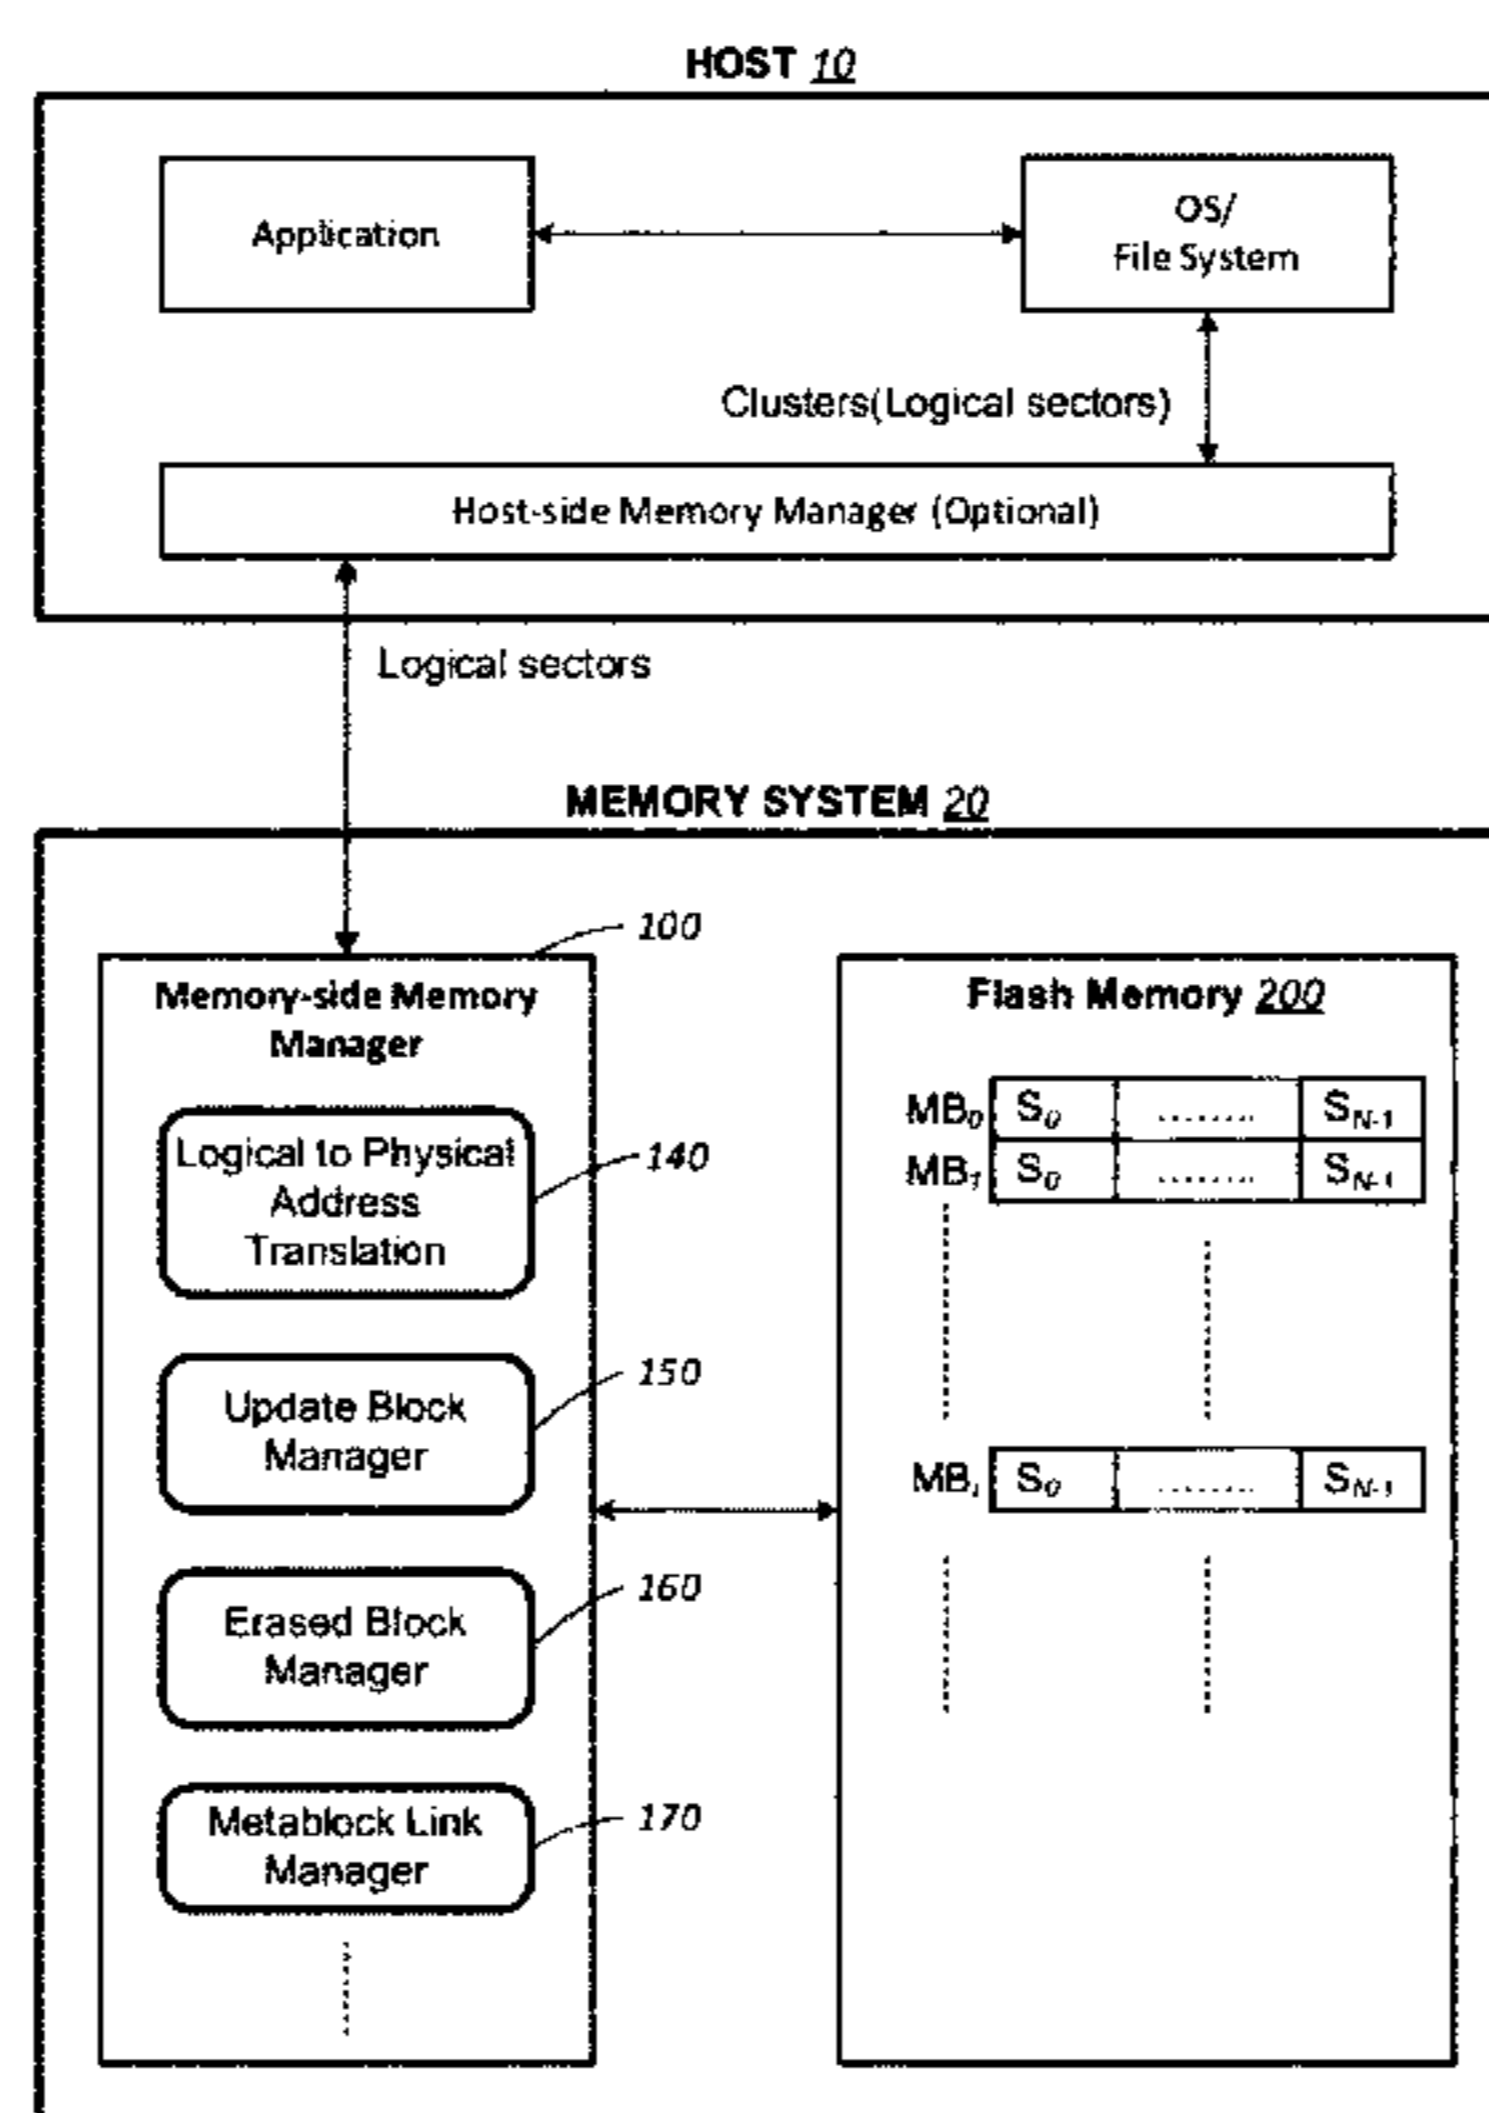 HOST 10
Application
OS/
File System
Clusters(Logical sectors)
Host-side Memory Manager (Optional)
Logical sectors
MEMORY SYSTEM 20
100
Memory-side Memory
Manager
Logical to Physical
Address
Translation
140
Update Block
Manager
150
Erased Block
Manager
160
Metablock Link
Manager
170
Flash Memory 200
MB0 S0 ........ SN-1
MB1 S0 ........ SN-1
MBi S0 ........ SN-1